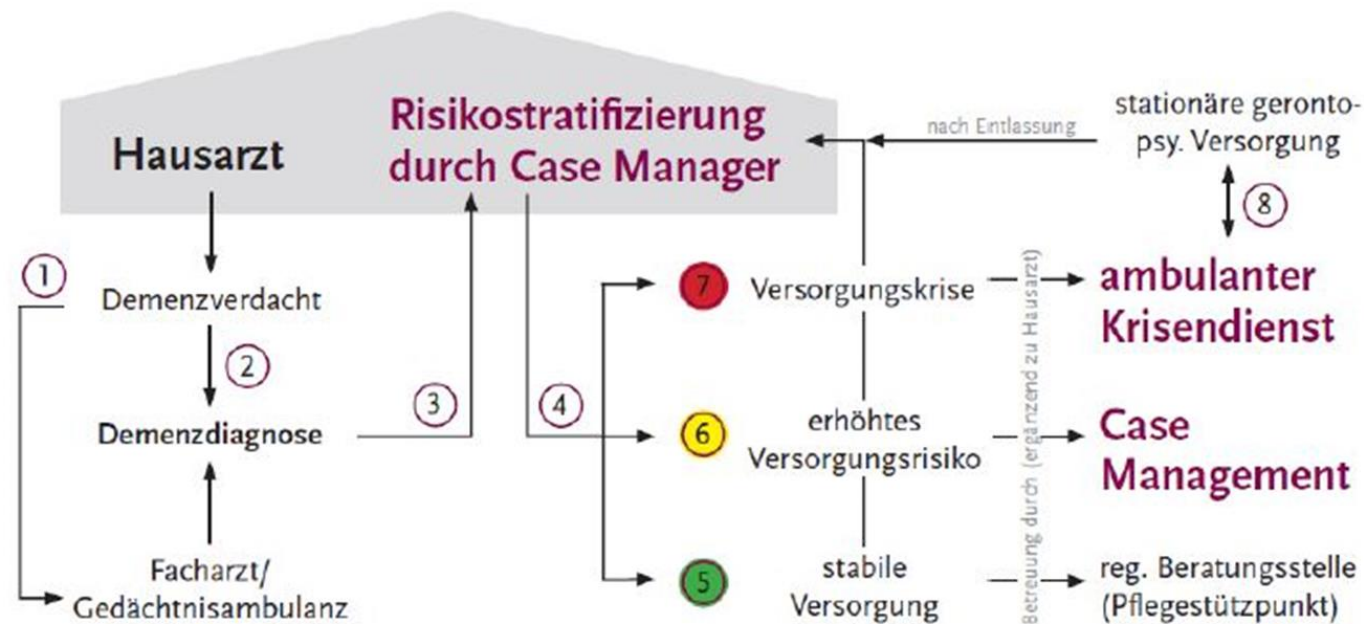 Hausarzt
Risikostratifizierung
durch Case Manager
nach Eintlassung
stationäre geronto-
psy. Versorgung
8
1
Demenzverdacht
2
Demenzdiagnose
3
4
Facharzt/
Gedächtnisambulanz
7
Versorgungskrise
6
erhöhtes
Versorgungsrisiko
5
stabile
Versorgung
Betreuung durch (ergänzend zu Hausarzt)
ambulanter
Krisendienst
Case
Management
reg. Beratungsstelle
(Pflegestützpunkt)